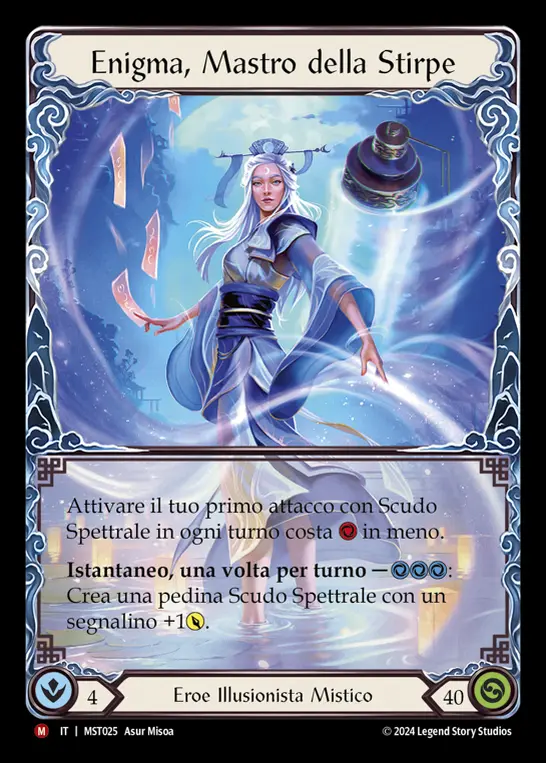 Enigma, Mastro della Stirpe
Attivare il tuo primo attacco con Scudo
Spettrale in ogni turno costa in meno.
Istantaneo, una volta per turno — :
Crea una pedina Scudo Spettrale con un
segnalino +1.
4
Eroe Illusionista Mistico
40
M IT | MST025 Asur Misoa
© 2024 Legend Story Studios